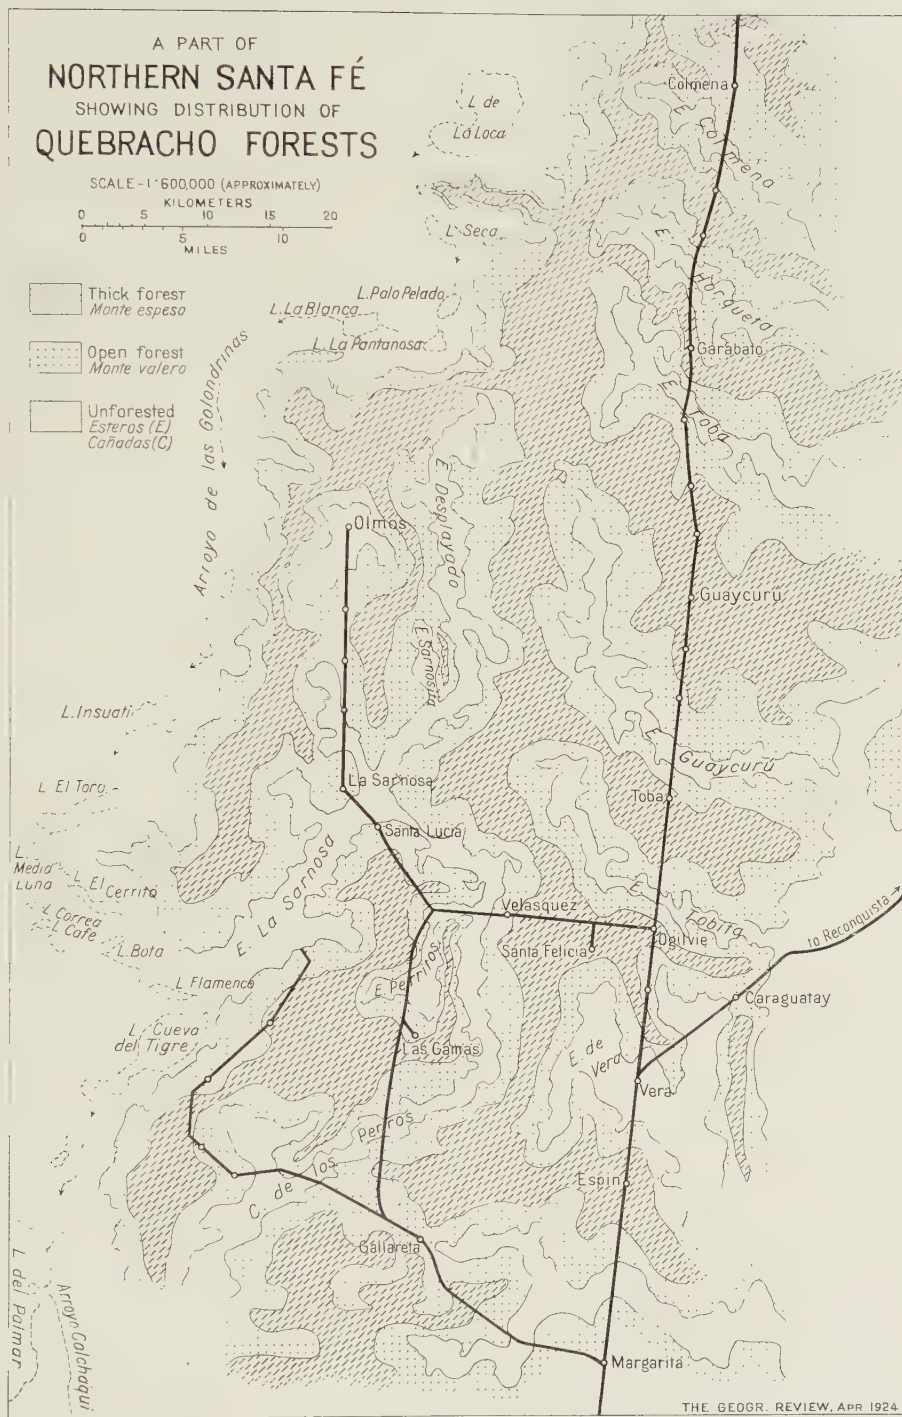 A PART OF
NORTHERN SANTA FÉ
SHOWING DISTRIBUTION OF
QUEBRACHO FORESTS
SCALE-1:600,000 (APPROXIMATELY)
KILOMETERS
0 5 10 15 20
0 5 10
MILES
Thick forest
Monte espeso
Open forest
Monte valero
Unforested
Esteros (E)
Cañadas (C)
L de
La Loca
L. Seca
L. Palo Pelado
L. La Blanca
L. La Pantanosa
Arroyo de las Golondrinas
Colmena
E Colmena
E Horqueta
Garabato
E Toba
E Desplayado
Olmos
Guaycurú
E Sarnosita
L. Insuati
E Guaycurú
L El Toro
La Sarnosa
Toba
Santa Lucia
L.
Media
Luna
L El
Cerrito
E La Sarnosa
L Correa
L Cafe
Velasquez
E Tobita
L. Bota
Santa Felicia
Ogilvie
to Reconquista
L Flamenco
E Perritos
Caraguatay
L. Cueva
del Tigre
Las Gamas
E de
Vera
Vera
C. de los Perros
Espin
Gallareta
L del Palmar
Arroyo Calchaqui
Margarita
THE GEOGR. REVIEW, APR 1924